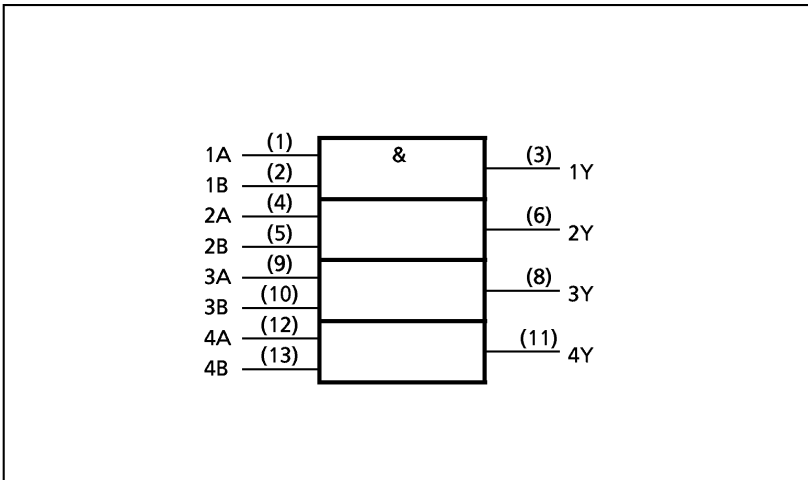 1A (1) & (3) 1Y
1B (2)
2A (4) (6) 2Y
2B (5)
3A (9) (8) 3Y
3B (10)
4A (12) (11) 4Y
4B (13)